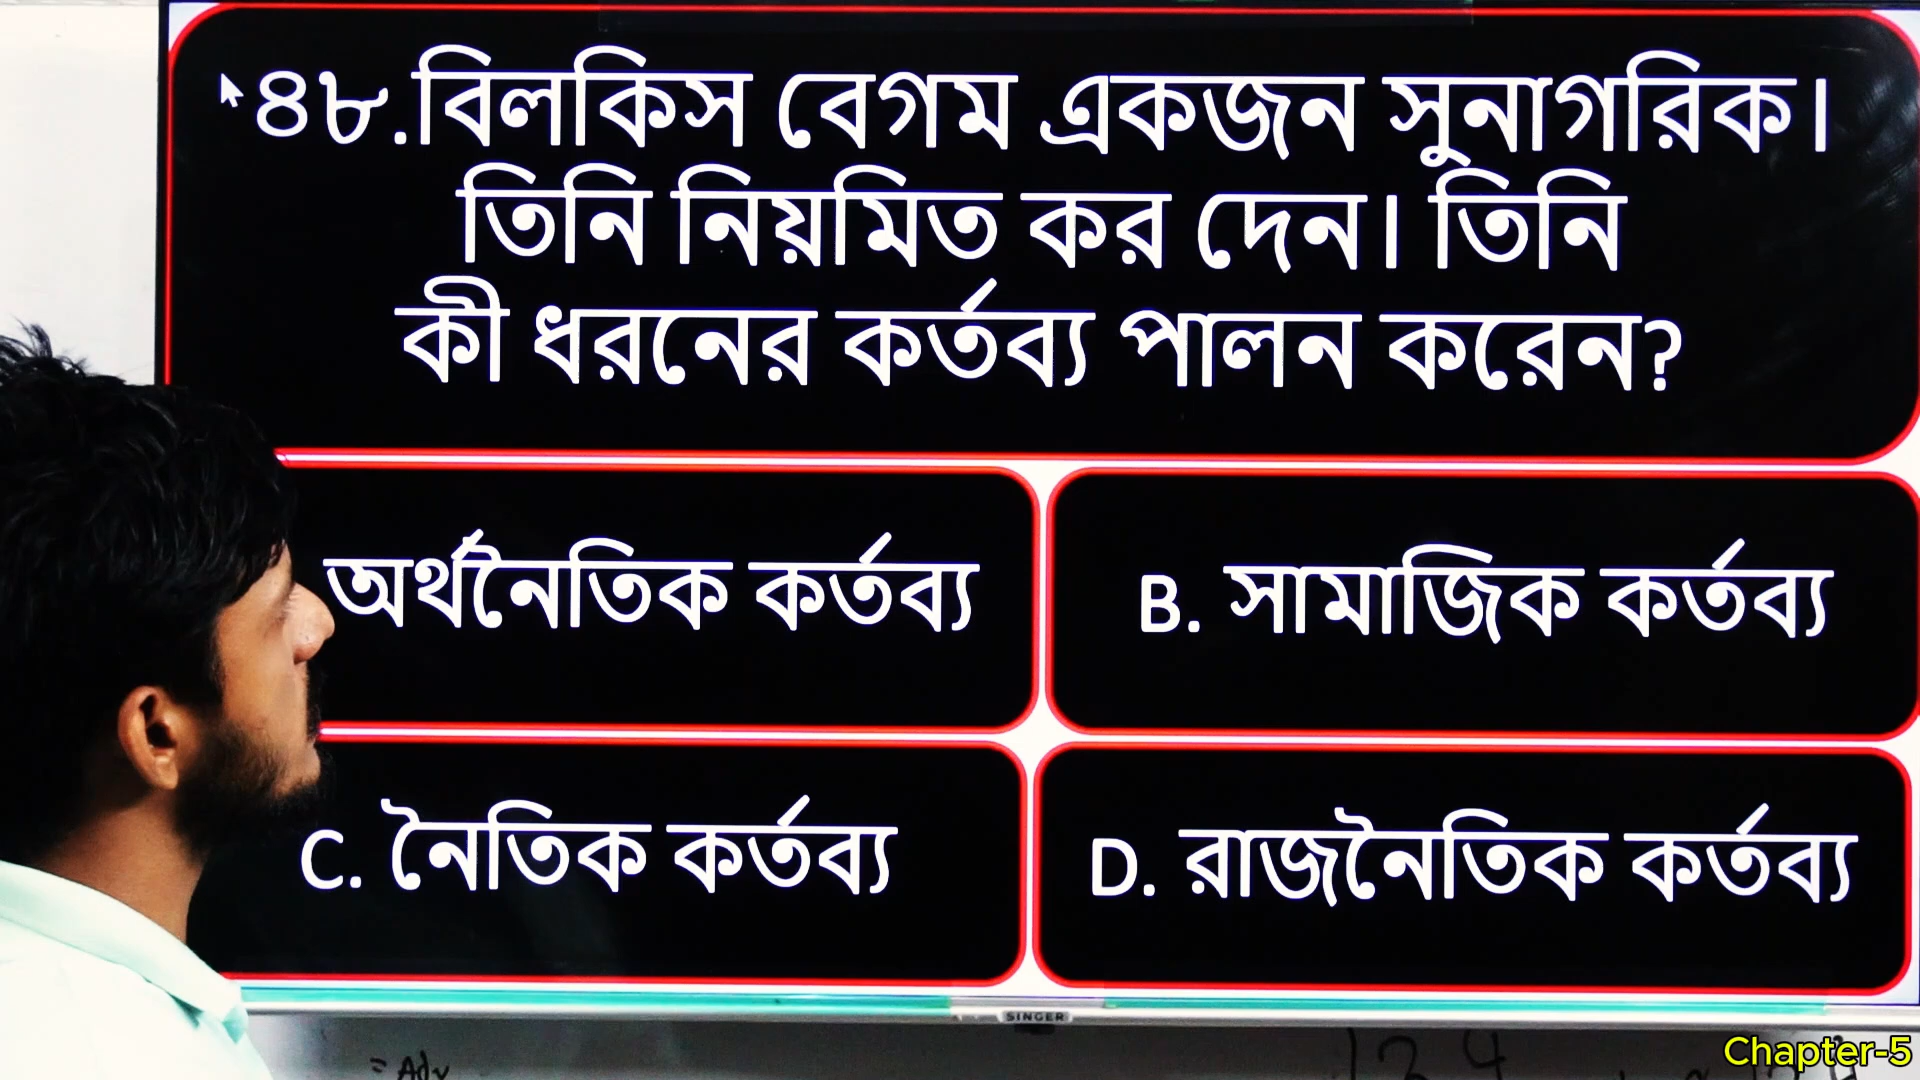 ৪৮.বিলকিস বেগম একজন সুনাগরিক।
তিনি নিয়মিত কর দেন। তিনি
কী ধরনের কর্তব্য পালন করেন?
অর্থনৈতিক কর্তব্য
B. সামাজিক কর্তব্য
C. নৈতিক কর্তব্য
D. রাজনৈতিক কর্তব্য
SINGER
= Adv
Chapter-5